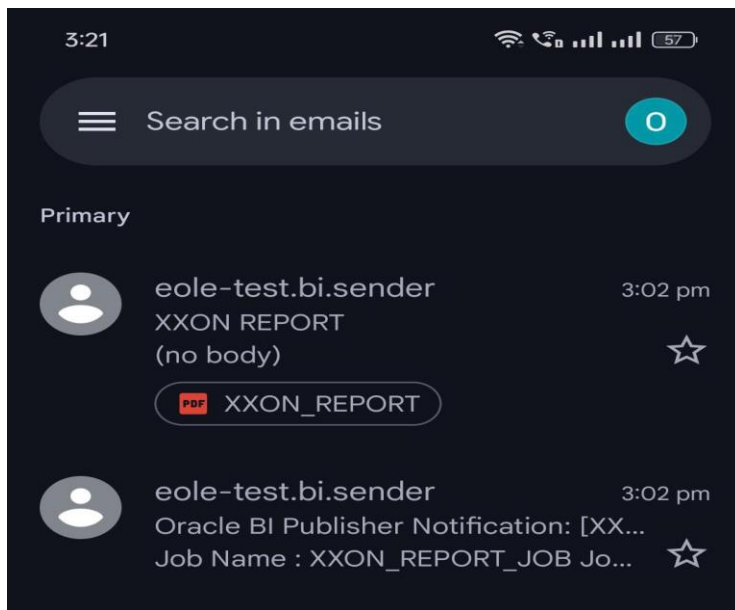 3:21
57
Search in emails
O
Primary
eole-test.bi.sender
3:02 pm
XXON REPORT
(no body)
PDF XXON_REPORT
eole-test.bi.sender
3:02 pm
Oracle BI Publisher Notification: [XX...
Job Name : XXON_REPORT_JOB Jo...